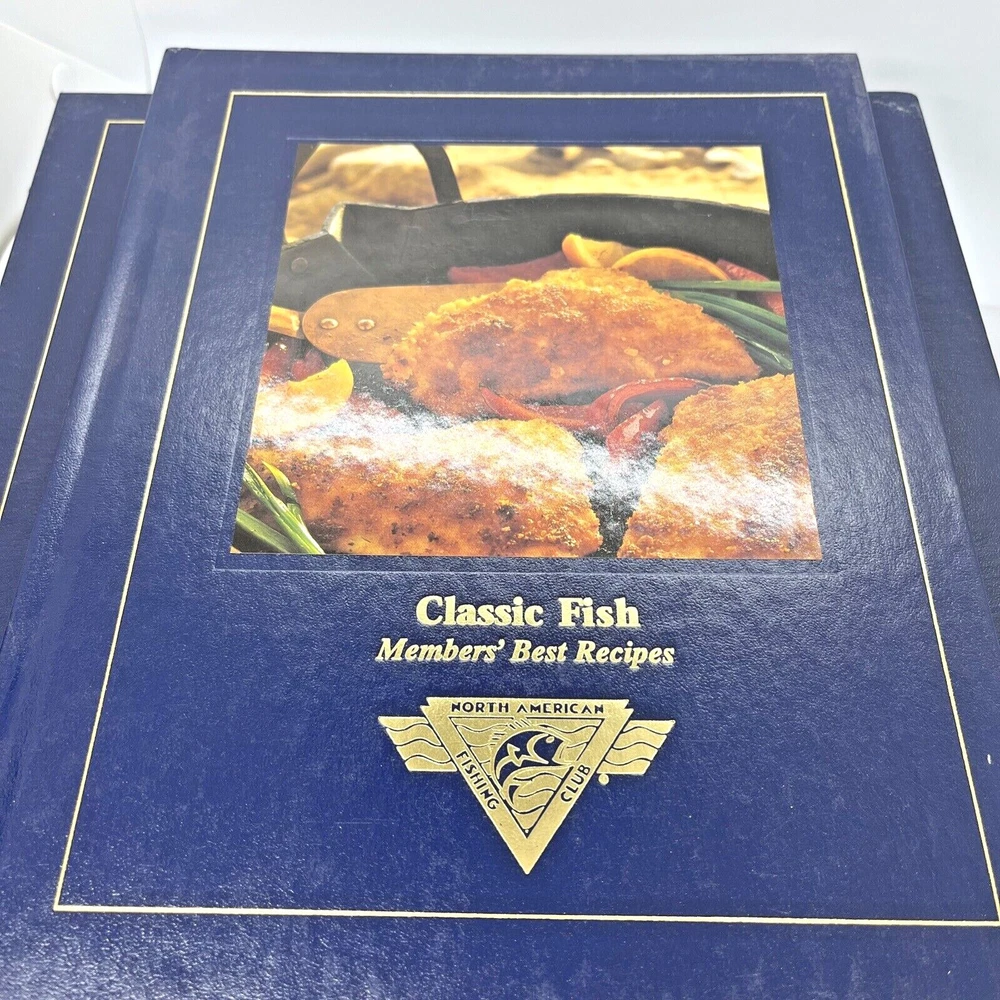 Classic Fish
Members' Best Recipes
NORTH AMERICAN
FISHING
CLUB